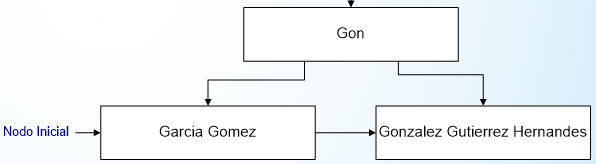 Gon
Nodo Inicial
Garcia Gomez
Gonzalez Gutierrez Hernandes